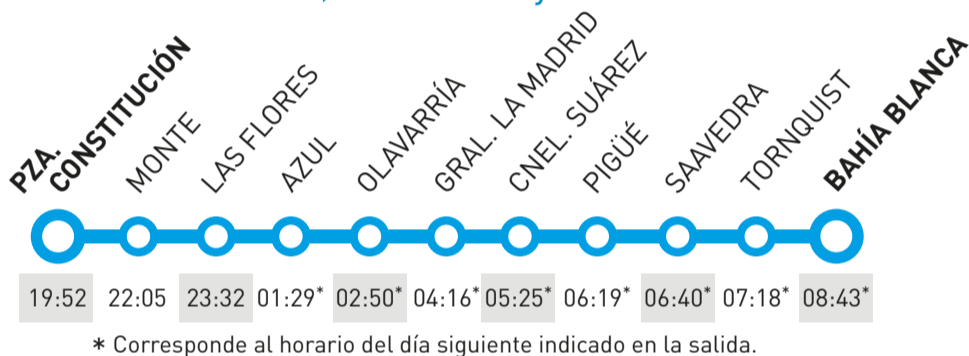 PZA.
CONSTITUCIÓN
MONTE
LAS FLORES
AZUL
OLAVARRÍA
GRAL. LA MADRID
CNEL. SUÁREZ
PIGÜÉ
SAAVEDRA
TORNQUIST
BAHÍA BLANCA
19:52 22:05 23:32 01:29* 02:50* 04:16* 05:25* 06:19* 06:40* 07:18* 08:43*
* Corresponde al horario del día siguiente indicado en la salida.